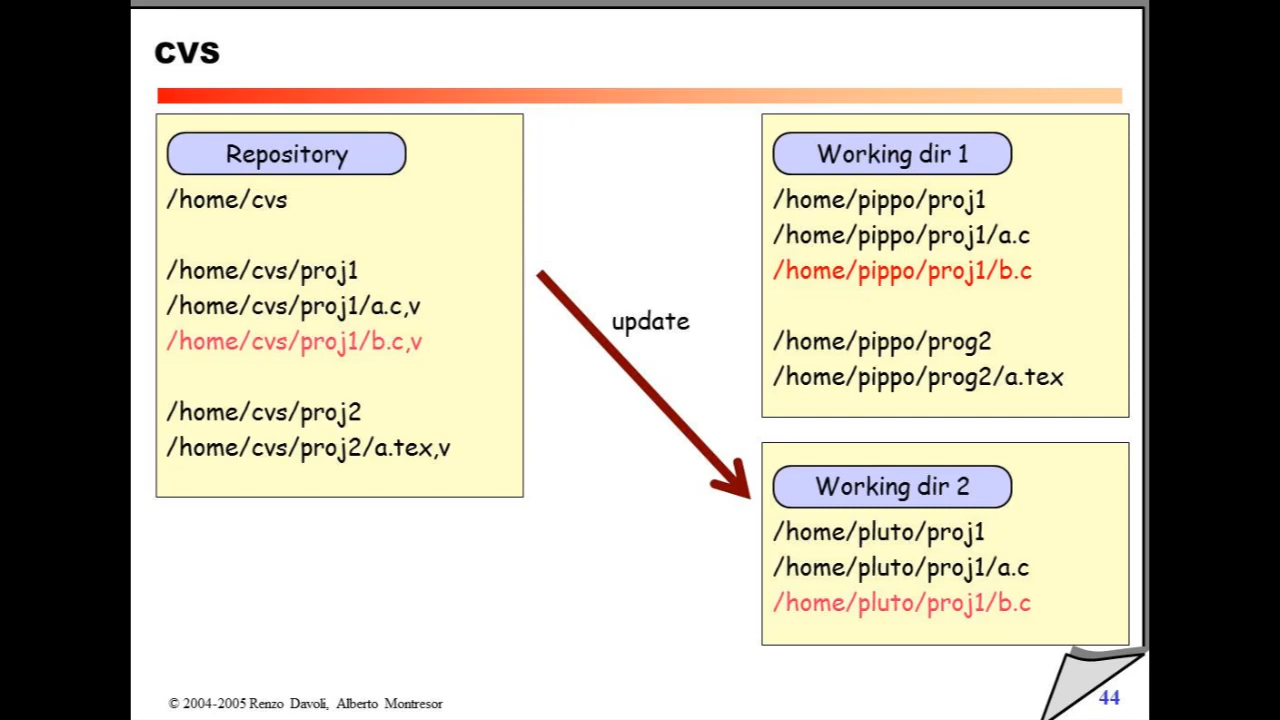 CVS
Repository
/home/cvs
/home/cvs/proj1
/home/cvs/proj1/a.c,v
/home/cvs/proj1/b.c,v
/home/cvs/proj2
/home/cvs/proj2/a.tex,v
update
Working dir 1
/home/pippo/proj1
/home/pippo/proj1/a.c
/home/pippo/proj1/b.c
/home/pippo/prog2
/home/pippo/prog2/a.tex
Working dir 2
/home/pluto/proj1
/home/pluto/proj1/a.c
/home/pluto/proj1/b.c
© 2004-2005 Renzo Davoli, Alberto Montresor
44